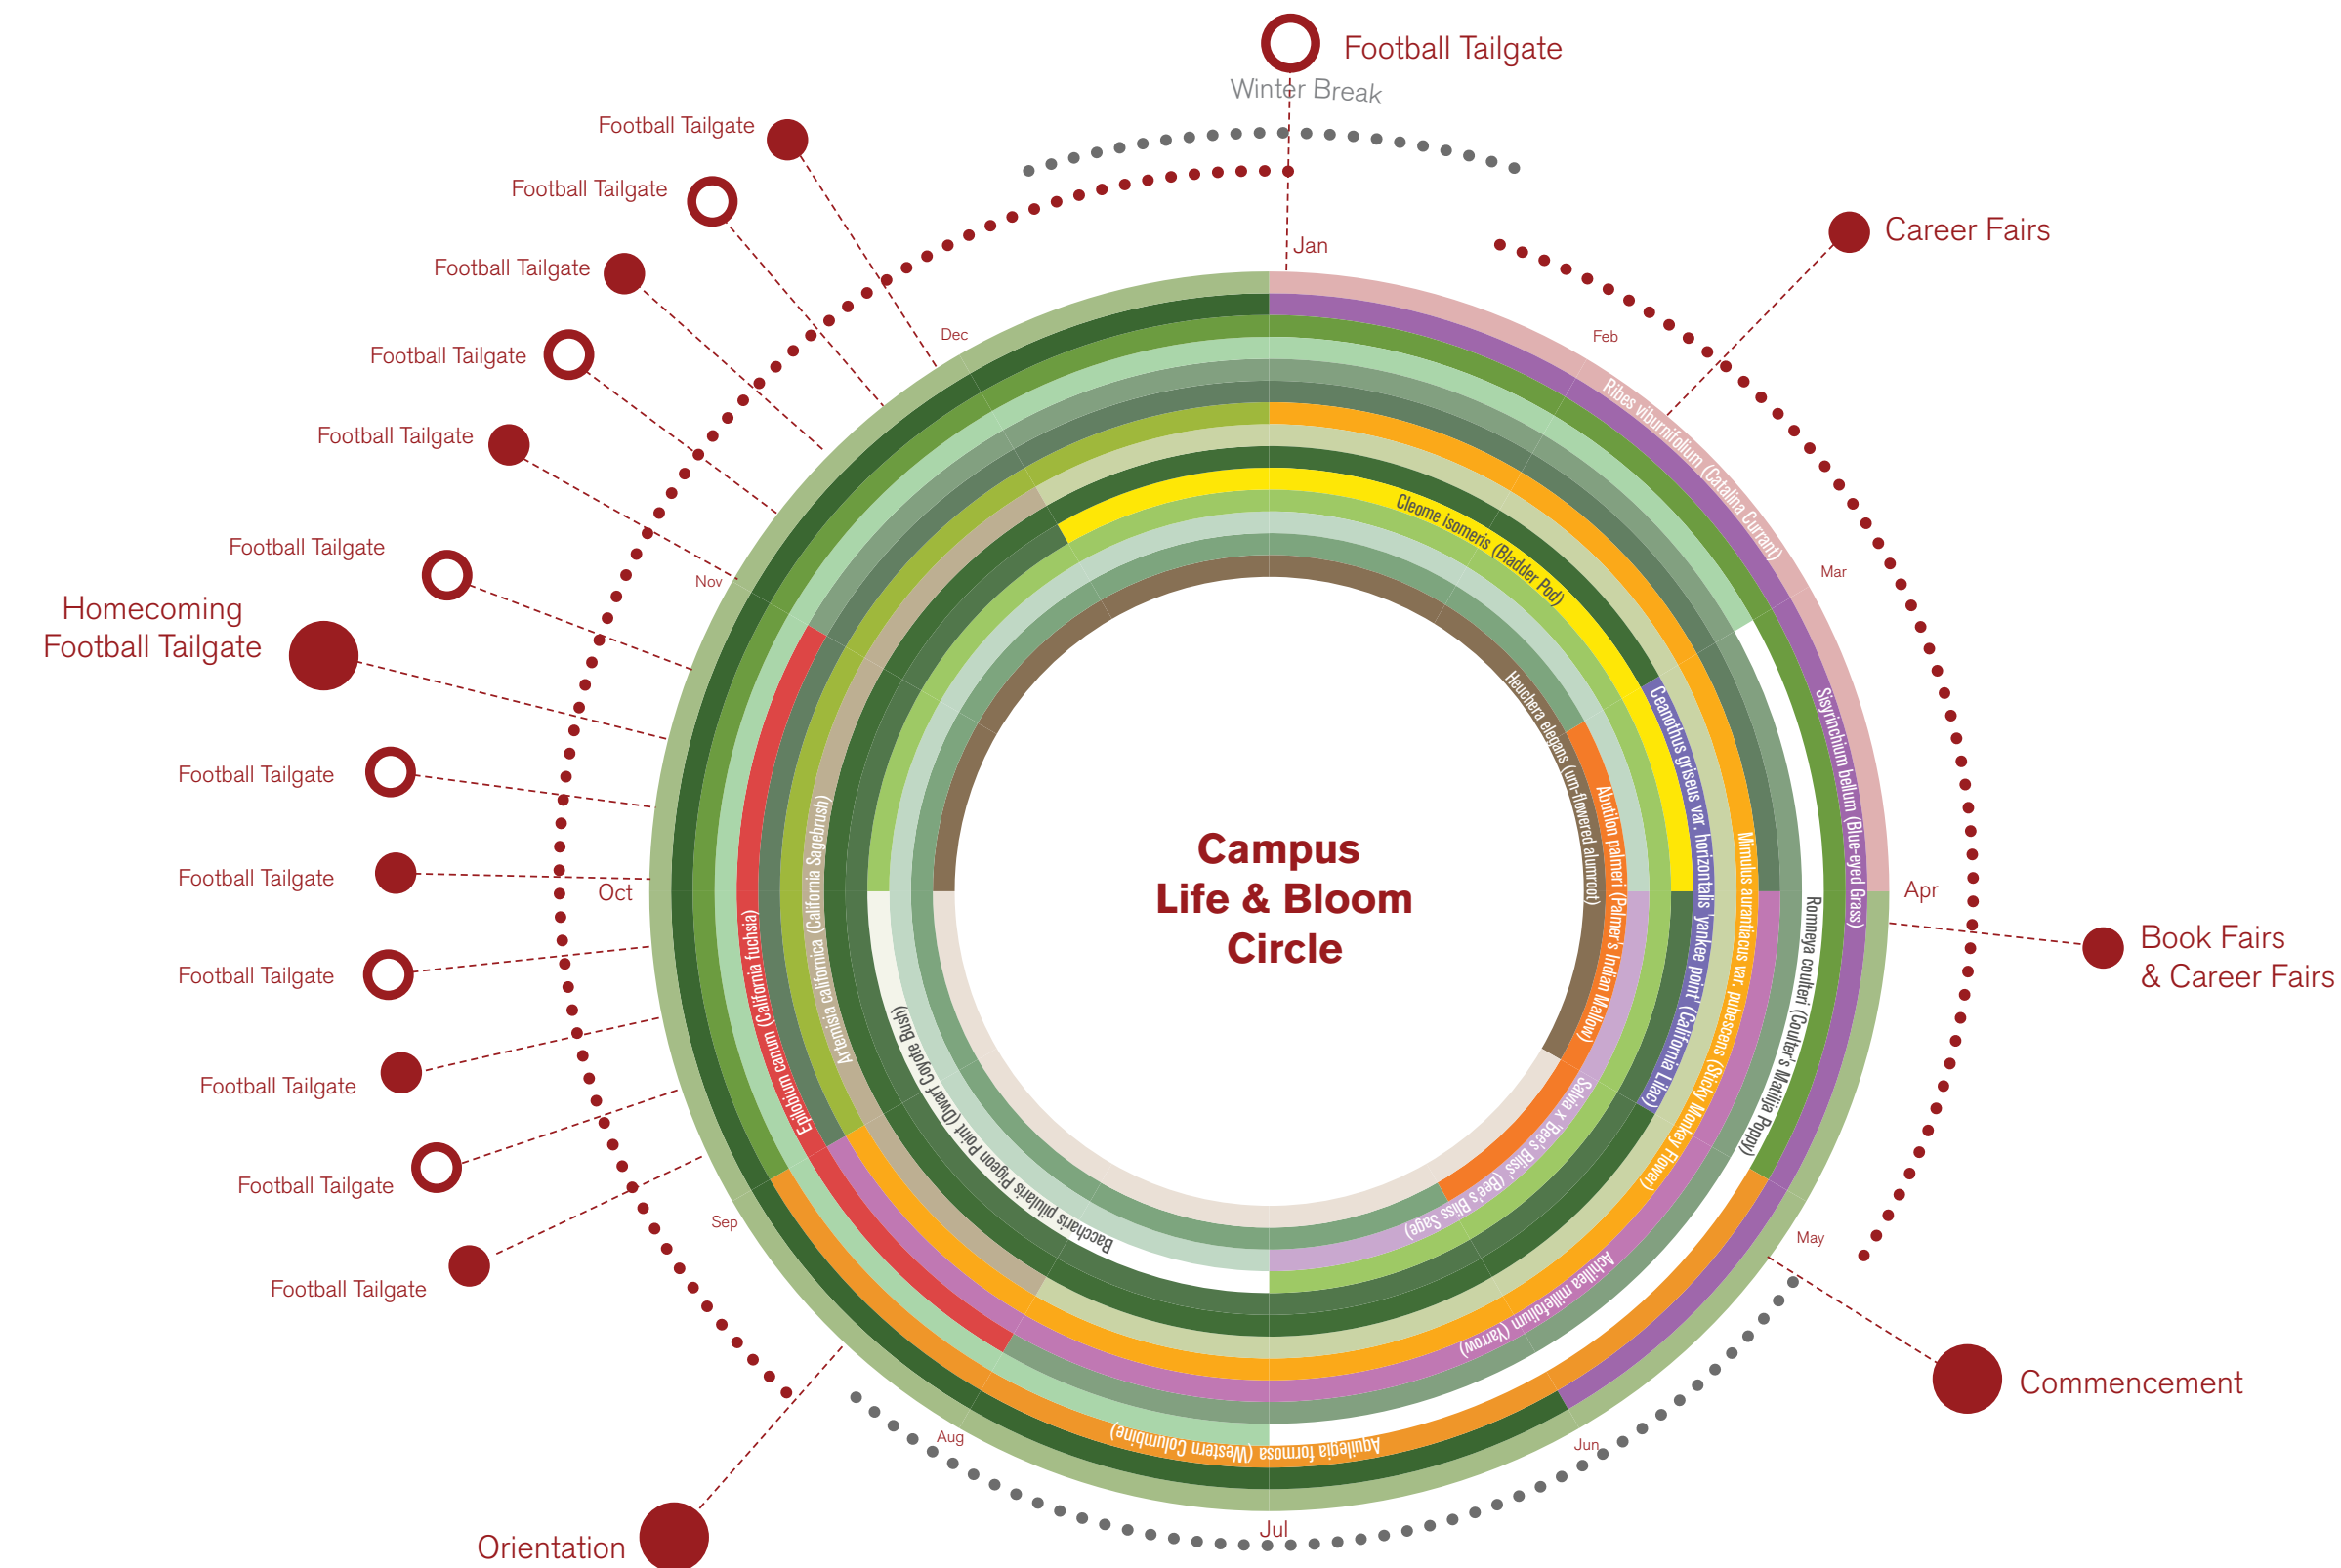 Football Tailgate
Winter Break
Football Tailgate
Football Tailgate
Football Tailgate
Football Tailgate
Football Tailgate
Football Tailgate
Homecoming
Football Tailgate
Football Tailgate
Football Tailgate
Football Tailgate
Football Tailgate
Football Tailgate
Football Tailgate
Orientation
Career Fairs
Book Fairs
& Career Fairs
Commencement
Jan
Feb
Mar
Apr
May
Jun
Jul
Aug
Sep
Oct
Nov
Dec
Ribes viburnifolium (Catalina Currant)
Sisyrinchium bellum (Blue-eyed Grass)
Aquilegia formosa (Western Columbine)
Romneya coulteri (Coulter's Matilija Poppy)
Epilobium canum (California fuchsia)
Achillea millefolium (Yarrow)
Mimulus aurantiacus var. pubescens (Sticky Monkey Flower)
Artemisia californica (California Sagebrush)
Ceanothus griseus var. horizontalis 'yankee point' (California Lilac)
Cleome isomeris (Bladder Pod)
Baccharis pilularis Pigeon Point (Dwarf Coyote Bush)
Salvia x 'Bee's Bliss' (Bee's Bliss Sage)
Abutilon palmeri (Palmer's Indian Mallow)
Heuchera elegans (urn-flowered alumroot)
Campus
Life & Bloom
Circle